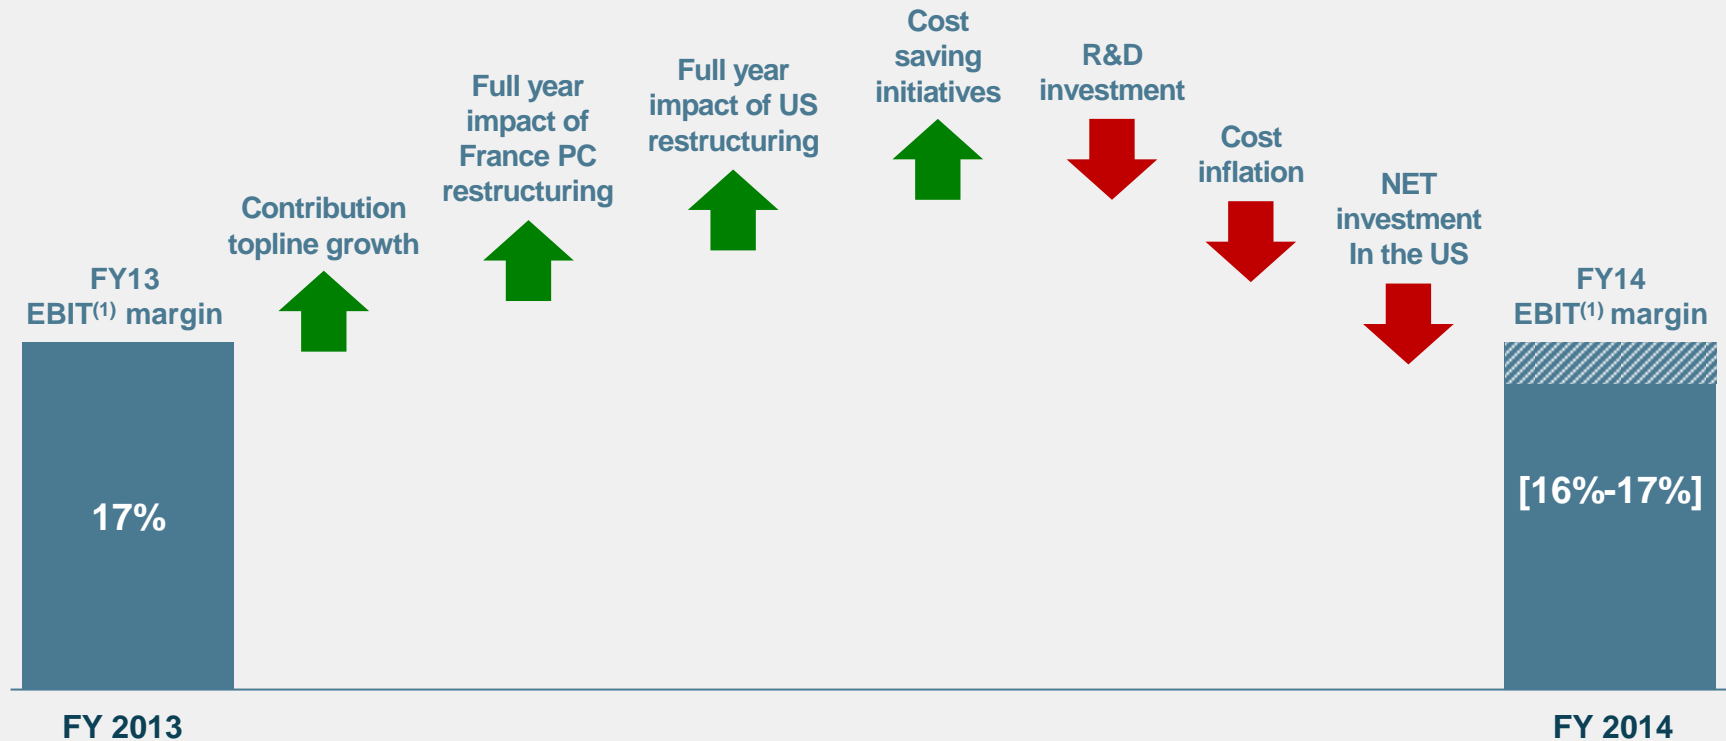 FY13
EBIT(1) margin
17%
FY 2013
Contribution
topline growth
Full year
impact of
France PC
restructuring
Full year
impact of US
restructuring
Cost
saving
initiatives
R&D
investment
Cost
inflation
NET
investment
In the US
FY14
EBIT(1) margin
[16%-17%]
FY 2014